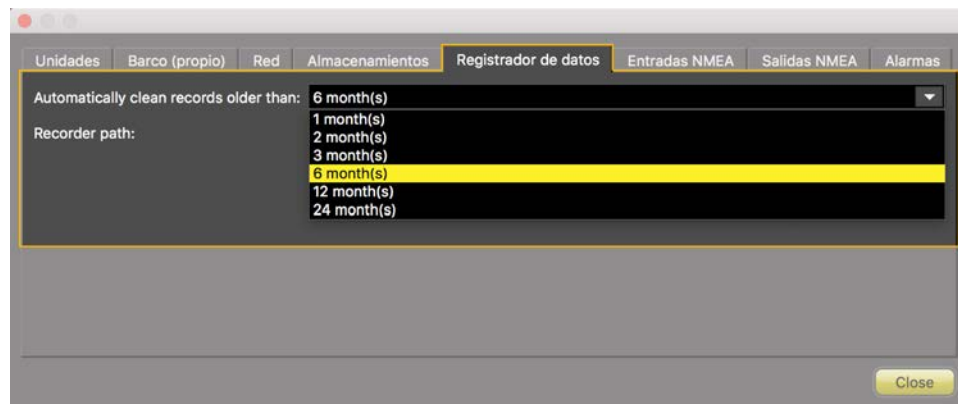 Unidades Barco (propio) Red Almacenamientos Registrador de datos Entradas NMEA Salidas NMEA Alarmas
Automatically clean records older than: 6 month(s)
1 month(s)
Recorder path:
2 month(s)
3 month(s)
6 month(s)
12 month(s)
24 month(s)
Close